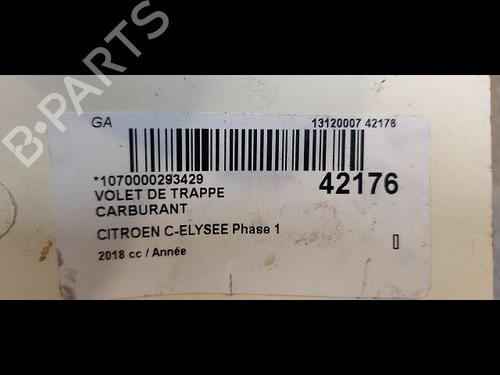 B-PARTS
GA
13120007 42176
*1070000293429
42176
VOLET DE TRAPPE
CARBURANT
CITROEN C-ELYSEE Phase 1
2018 cc / Année